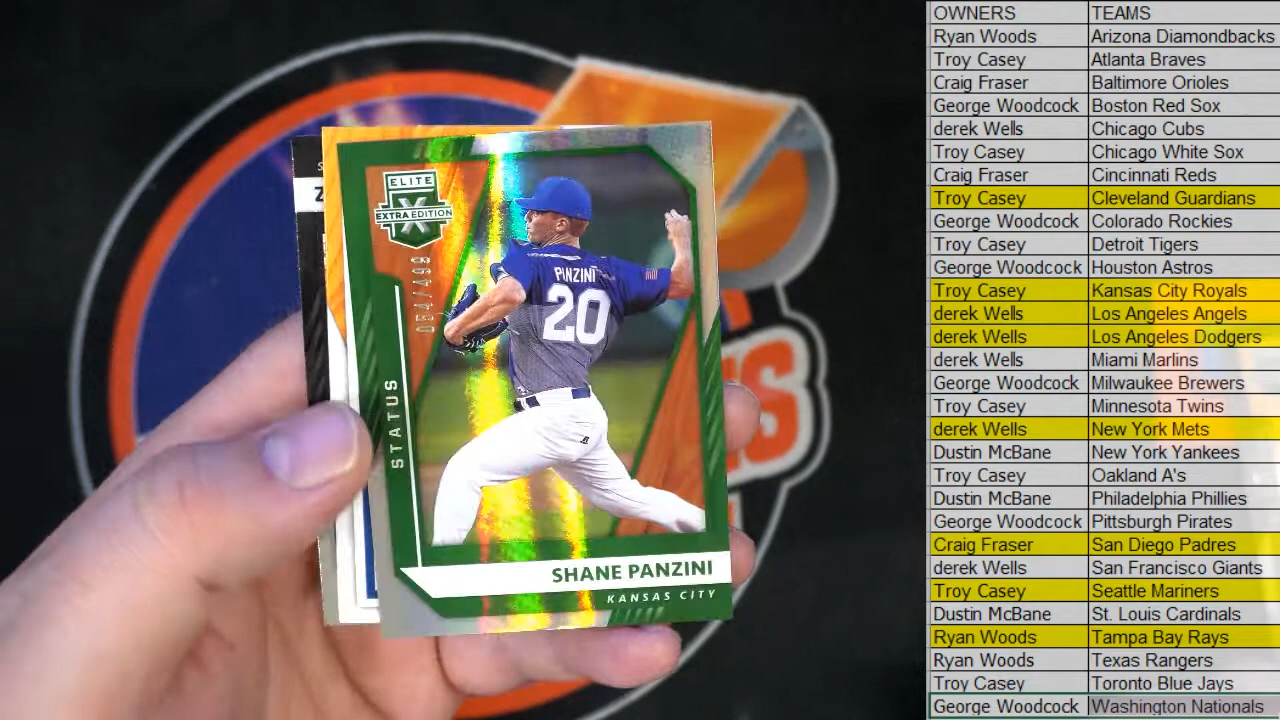 ELITE
X
EXTRA EDITION
054/499
STATUS
PINZINI
20
SHANE PANZINI
KANSAS CITY
Z
OWNERS TEAMS
Ryan Woods Arizona Diamondbacks
Troy Casey Atlanta Braves
Craig Fraser Baltimore Orioles
George Woodcock Boston Red Sox
derek Wells Chicago Cubs
Troy Casey Chicago White Sox
Craig Fraser Cincinnati Reds
Troy Casey Cleveland Guardians
George Woodcock Colorado Rockies
Troy Casey Detroit Tigers
George Woodcock Houston Astros
Troy Casey Kansas City Royals
derek Wells Los Angeles Angels
derek Wells Los Angeles Dodgers
derek Wells Miami Marlins
George Woodcock Milwaukee Brewers
Troy Casey Minnesota Twins
derek Wells New York Mets
Dustin McBane New York Yankees
Troy Casey Oakland A's
Dustin McBane Philadelphia Phillies
George Woodcock Pittsburgh Pirates
Craig Fraser San Diego Padres
derek Wells San Francisco Giants
Troy Casey Seattle Mariners
Dustin McBane St. Louis Cardinals
Ryan Woods Tampa Bay Rays
Ryan Woods Texas Rangers
Troy Casey Toronto Blue Jays
George Woodcock Washington Nationals